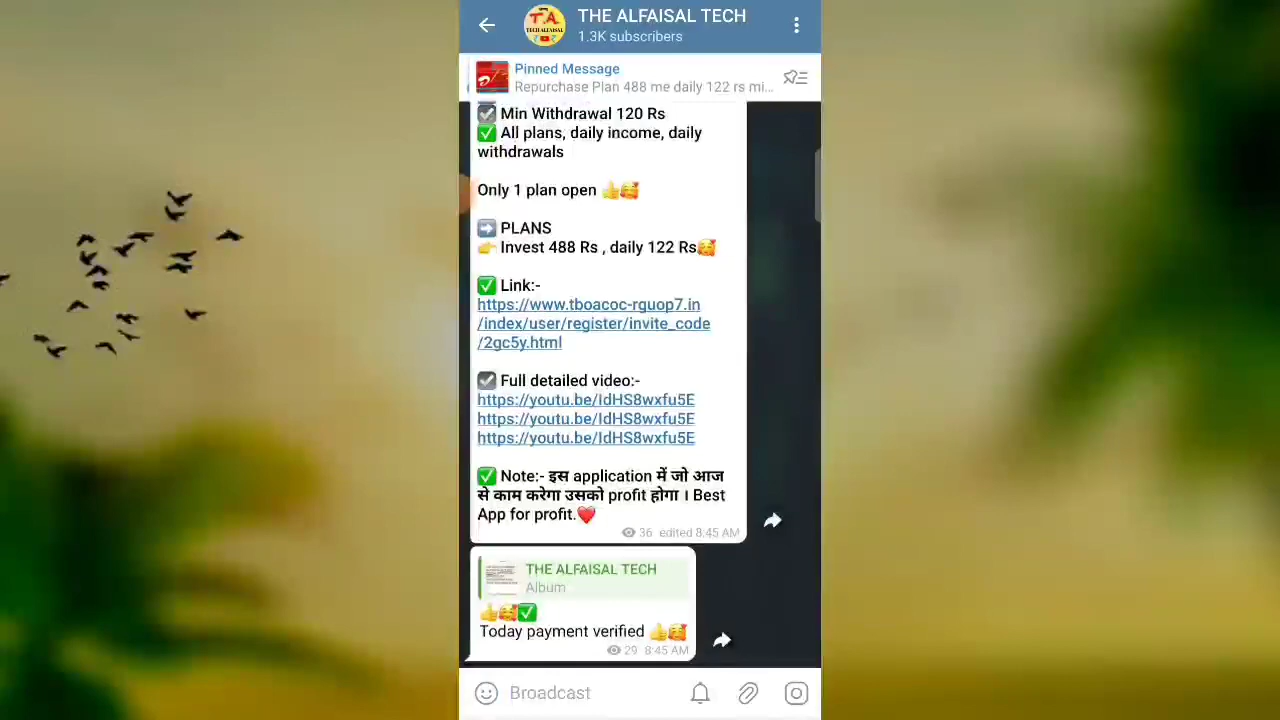 THE ALFAISAL TECH
1.3K subscribers
T.A.
TECH ALFAISAL
Pinned Message
Repurchase Plan 488 me daily 122 rs mi...
☑️ Min Withdrawal 120 Rs
✅ All plans, daily income, daily
withdrawals
Only 1 plan open 👍🥰
➡️ PLANS
👉 Invest 488 Rs , daily 122 Rs🥰
✅ Link:-
https://www.tboacoc-rguop7.in
/index/user/register/invite_code
/2gc5y.html
☑️ Full detailed video:-
https://youtu.be/IdHS8wxfu5E
https://youtu.be/IdHS8wxfu5E
https://youtu.be/IdHS8wxfu5E
✅ Note:- इस application में जो आज
से काम करेगा उसको profit होगा । Best
App for profit.❤️
36 edited 8:45 AM
THE ALFAISAL TECH
Album
👍🥰✅
Today payment verified 👍🥰
29 8:45 AM
Broadcast